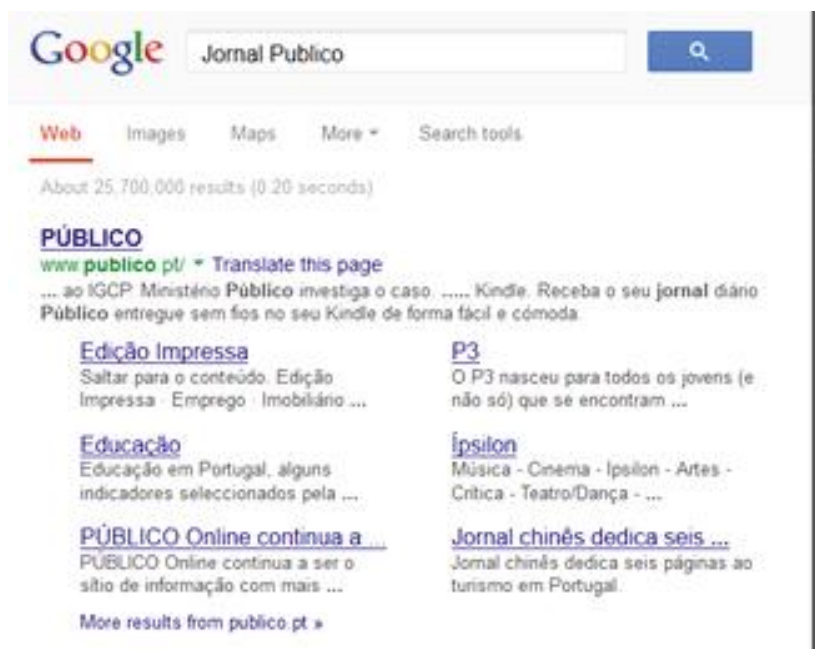 Google Jornal Publico
Web Images Maps More Search tools
About 25,700,000 results (0.20 seconds)
PÚBLICO
www.publico.pt/ Translate this page
... ao IGCP. Ministério Público investiga o caso. ..... Kindle. Receba o seu jornal diário
Público entregue sem fios no seu Kindle de forma fácil e cómoda.
Edição Impressa
Saltar para o conteúdo. Edição
Impressa · Emprego · Imobiliário ...
P3
O P3 nasceu para todos os jovens (e
não só) que se encontram ...
Educação
Educação em Portugal, alguns
indicadores seleccionados pela ...
Ípsilon
Música - Cinema - Ípsilon - Artes -
Crítica - Teatro/Dança - ...
PÚBLICO Online continua a ...
PÚBLICO Online continua a ser o
sítio de informação com mais ...
Jornal chinês dedica seis ...
Jornal chinês dedica seis páginas ao
turismo em Portugal.
More results from publico.pt »